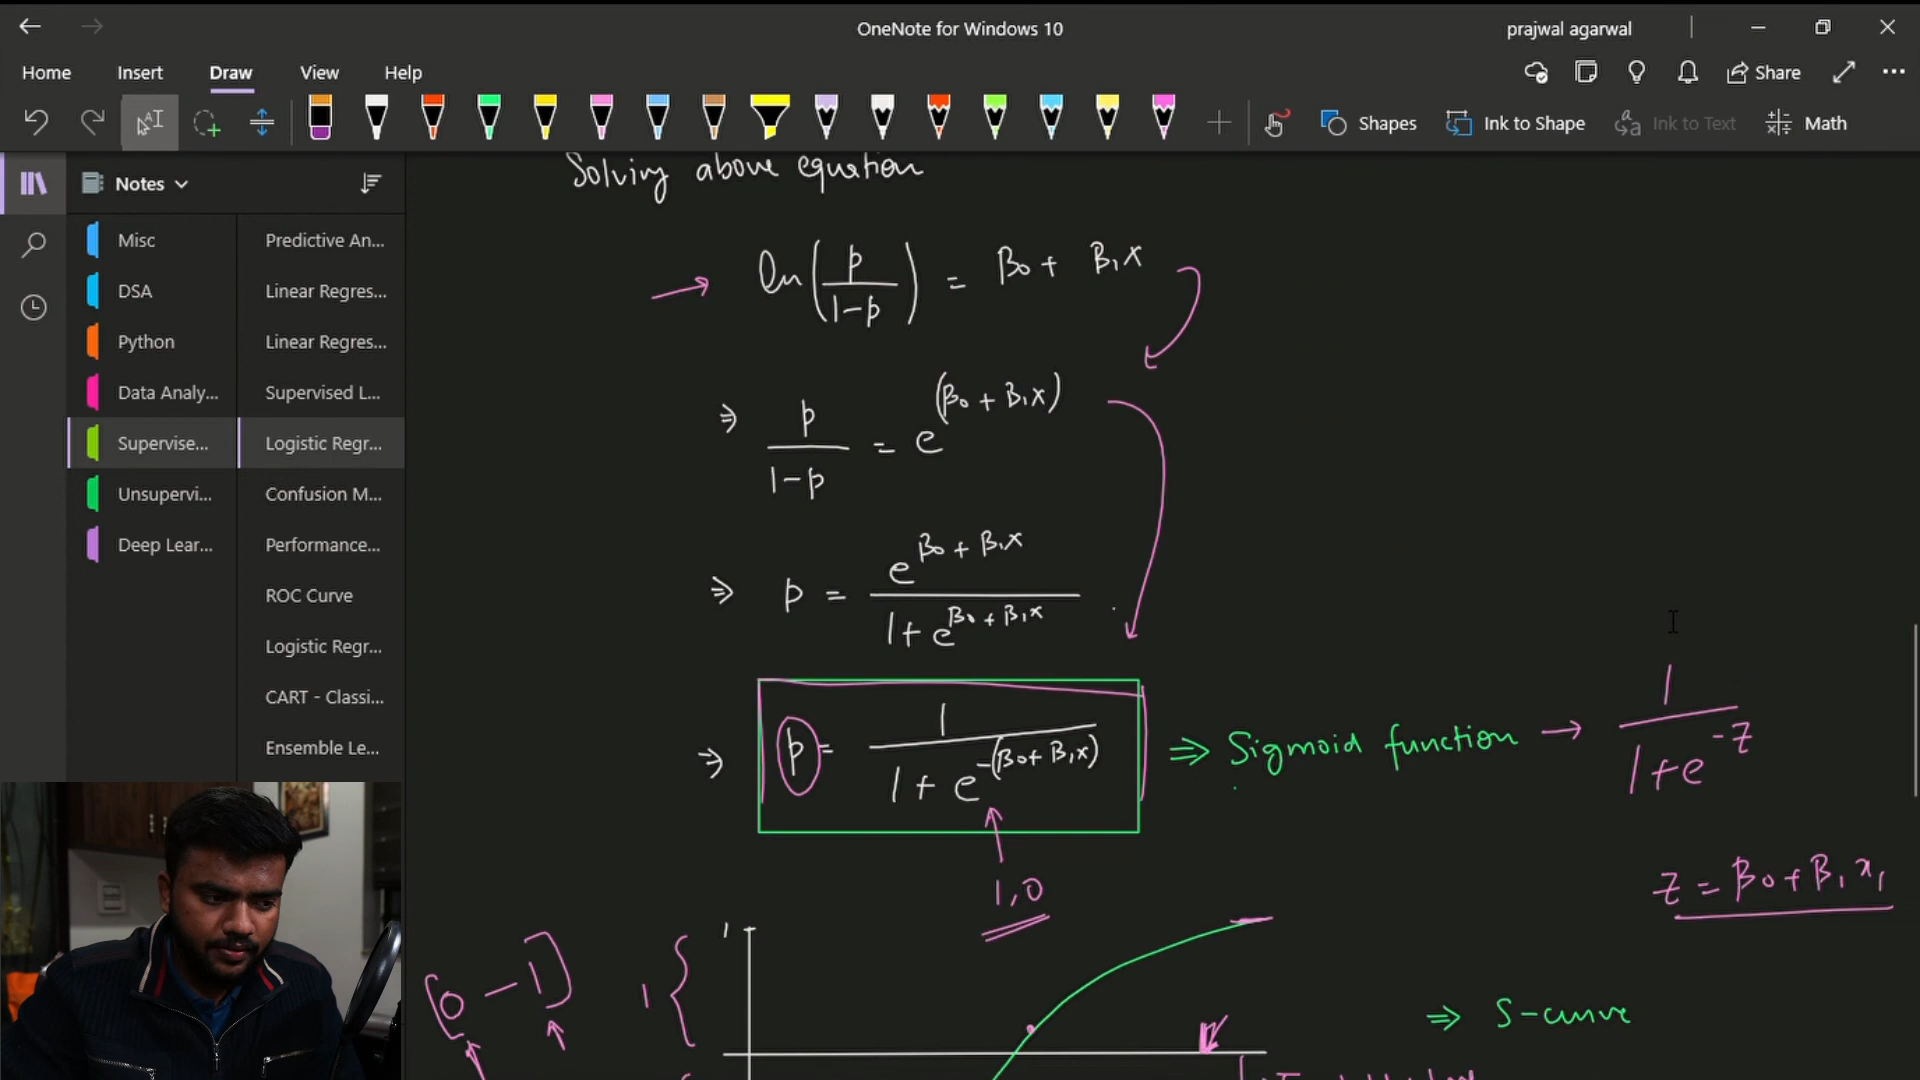 OneNote for Windows 10
prajwal agarwal
Home Insert Draw View Help
Share
Shapes Ink to Shape Ink to Text Math
Notes
Misc
DSA
Python
Data Analy...
Supervise...
Unsupervi...
Deep Lear...
Predictive An...
Linear Regres...
Linear Regres...
Supervised L...
Logistic Regr...
Confusion M...
Performance...
ROC Curve
Logistic Regr...
CART - Classi...
Ensemble Le...
Solving above equation
→ ln(p/(1-p)) = β0 + β1x
⇒ p/(1-p) = e^(β0 + β1x)
⇒ p = e^(β0 + β1x) / (1 + e^(β0 + β1x))
⇒ p = 1 / (1 + e^-(β0 + β1x)) ⇒ Sigmoid function → 1 / (1 + e^-z)
z = β0 + β1x1
1,0
[0 - 1]
1
1
⇒ S-curve